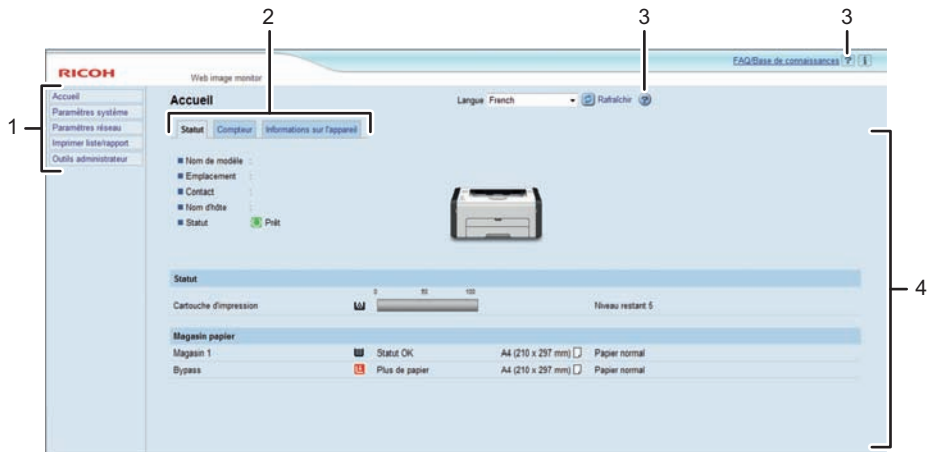 2 3 3
FAQ/Base de connaissances ? i
RICOH
Web image monitor
1
Accueil
Paramètres système
Paramètres réseau
Imprimer liste/rapport
Outils administrateur
Accueil
Langue French Rafraîchir ?
Statut Compteur Informations sur l'appareil
Nom de modèle :
Emplacement :
Contact :
Nom d'hôte :
Statut Prêt
4
Statut
0 50 100
Cartouche d'impression Niveau restant 5
Magasin papier
Magasin 1 Statut OK A4 (210 x 297 mm) Papier normal
Bypass Plus de papier A4 (210 x 297 mm) Papier normal